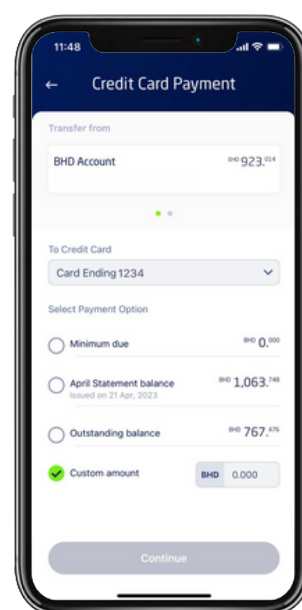 11:48
← Credit Card Payment
Transfer from
BHD Account BHD 923.014
To Credit Card
Card Ending 1234
Select Payment Option
Minimum due BHD 0.000
April Statement balance BHD 1,063.748
Issued on 21 Apr, 2023
Outstanding balance BHD 767.476
Custom amount BHD 0.000
Continue